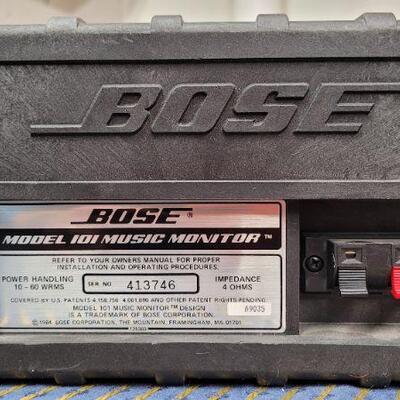 BOSE
BOSE ®
MODEL 101 MUSIC MONITOR™
REFER TO YOUR OWNERS MANUAL FOR PROPER
INSTALLATION AND OPERATING PROCEDURES.
POWER HANDLING
10 - 60 WRMS
SER NO 413746
IMPEDANCE
4 OHMS
COVERED BY U.S. PATENTS 4,158,756 4,001,690 AND OTHER PATENT RIGHTS PENDING.
MODEL 101 MUSIC MONITOR™ DESIGN
IS A TRADEMARK OF BOSE CORPORATION.
69035
© 1984 BOSE CORPORATION, THE MOUNTAIN, FRAMINGHAM, MA 01701